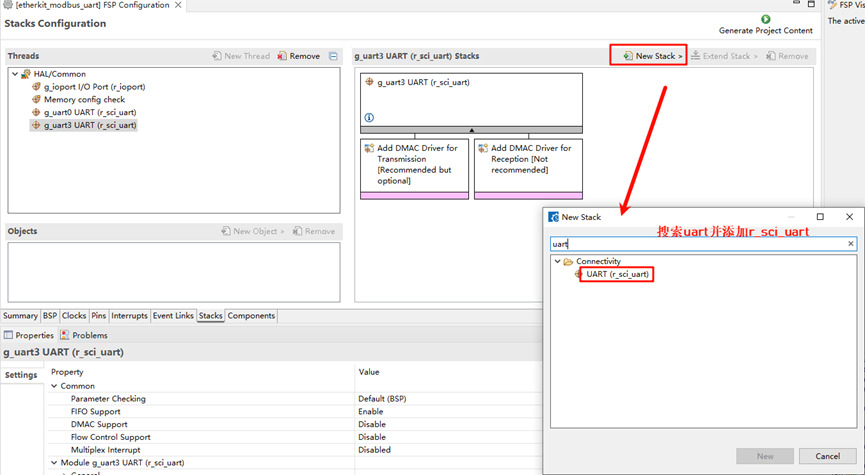 [etherkit_modbus_uart] FSP Configuration
FSP Vis
Stacks Configuration
The active
Generate Project Content
Threads
New Thread
Remove
HAL/Common
g_ioport I/O Port (r_ioport)
Memory config check
g_uart0 UART (r_sci_uart)
g_uart3 UART (r_sci_uart)
Objects
New Object >
Remove
g_uart3 UART (r_sci_uart) Stacks
New Stack >
Extend Stack >
Remove
g_uart3 UART (r_sci_uart)
Add DMAC Driver for
Transmission
[Recommended but
optional]
Add DMAC Driver for
Reception [Not
recommended]
New Stack
搜索uart并添加r_sci_uart
uart
Connectivity
UART (r_sci_uart)
New
Cancel
Summary BSP Clocks Pins Interrupts Event Links Stacks Components
Properties Problems
g_uart3 UART (r_sci_uart)
Settings
Property Value
Common
Parameter Checking Default (BSP)
FIFO Support Enable
DMAC Support Disable
Flow Control Support Disable
Multiplex Interrupt Disabled
Module g_uart3 UART (r_sci_uart)